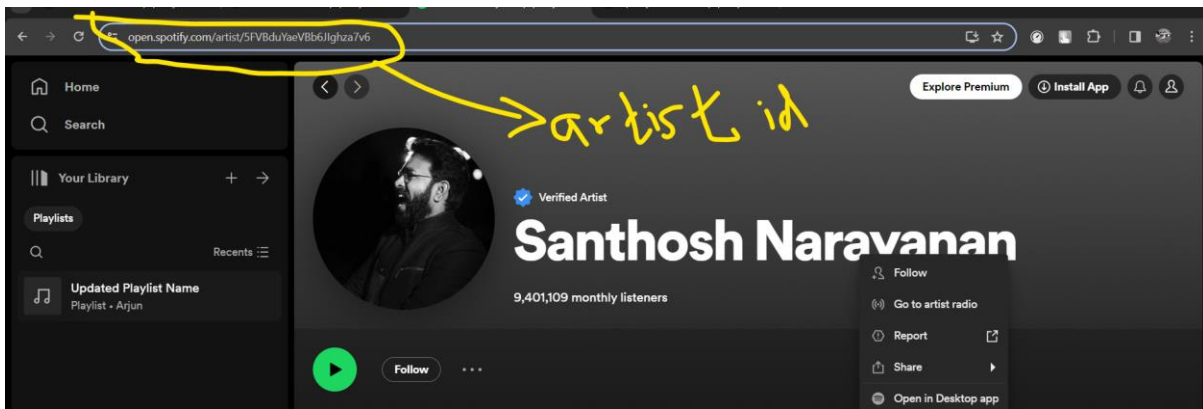 open.spotify.com/artist/5FVBduYaeVBb6JIghza7v6
artist id
Home
Search
Your Library
Playlists
Recents
Updated Playlist Name
Playlist • Arjun
Explore Premium
Install App
Verified Artist
Santhosh Narayanan
9,401,109 monthly listeners
Follow
Follow
Go to artist radio
Report
Share
Open in Desktop app